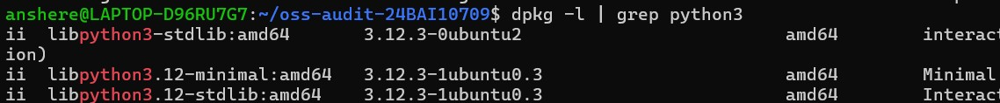 anshere@LAPTOP-D96RU7G7:~/oss-audit-24BAI10709$ dpkg -l | grep python3
ii  libpython3-stdlib:amd64       3.12.3-0ubuntu2                         amd64        interact
ion)
ii  libpython3.12-minimal:amd64   3.12.3-1ubuntu0.3                       amd64        Minimal
ii  libpython3.12-stdlib:amd64    3.12.3-1ubuntu0.3                       amd64        Interact